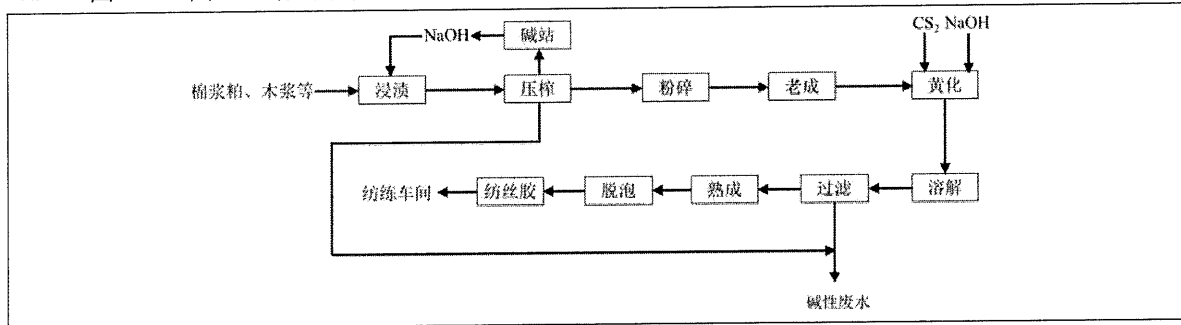 CS₂ NaOH
NaOH
碱站
棉浆粕、木浆等
浸渍
压榨
粉碎
老成
黄化
纺练车间
纺丝胶
脱泡
熟成
过滤
溶解
碱性废水